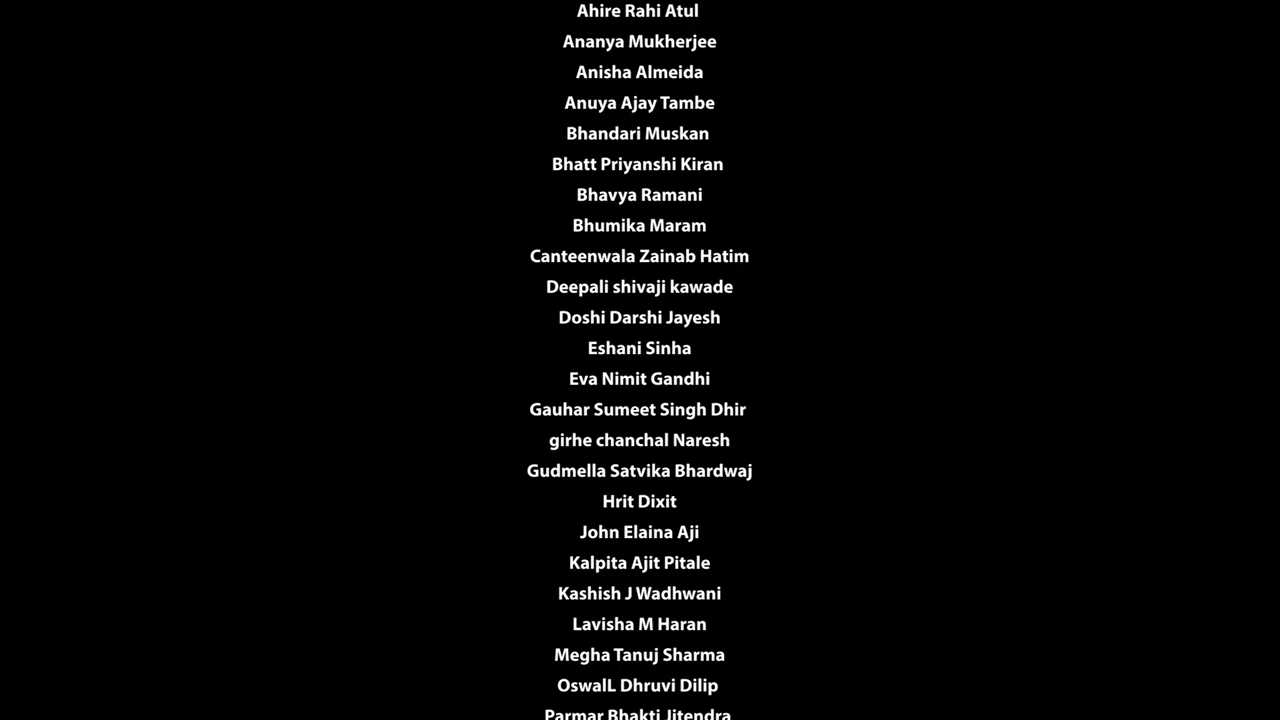 Ahire Rahi Atul
Ananya Mukherjee
Anisha Almeida
Anuya Ajay Tambe
Bhandari Muskan
Bhatt Priyanshi Kiran
Bhavya Ramani
Bhumika Maram
Canteenwala Zainab Hatim
Deepali shivaji kawade
Doshi Darshi Jayesh
Eshani Sinha
Eva Nimit Gandhi
Gauhar Sumeet Singh Dhir
girhe chanchal Naresh
Gudmella Satvika Bhardwaj
Hrit Dixit
John Elaina Aji
Kalpita Ajit Pitale
Kashish J Wadhwani
Lavisha M Haran
Megha Tanuj Sharma
OswalL Dhruvi Dilip
Parmar Bhakti Jitendra